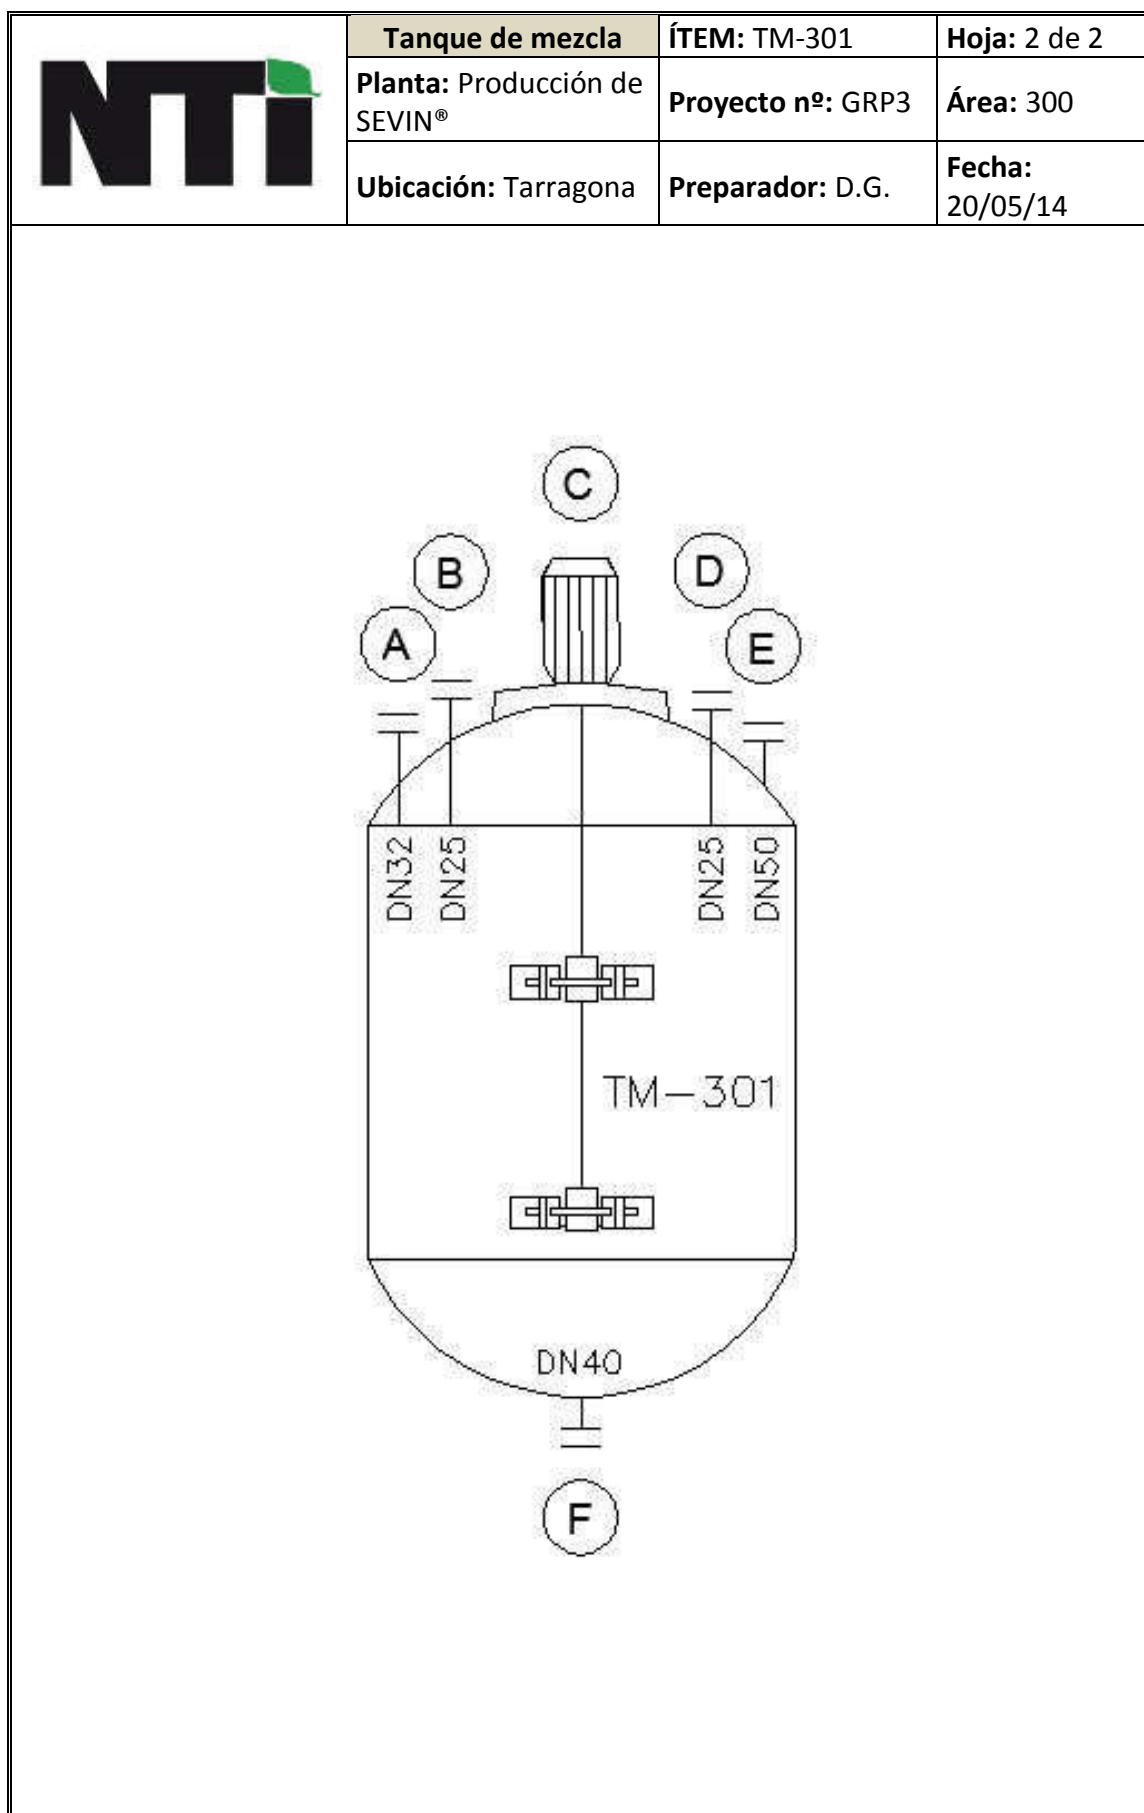 NTi
Tanque de mezcla
ÍTEM: TM-301
Hoja: 2 de 2
Planta: Producción de
SEVIN®
Proyecto nº: GRP3
Área: 300
Ubicación: Tarragona
Preparador: D.G.
Fecha:
20/05/14
C
B
D
A
E
DN32
DN25
DN25
DN50
TM-301
DN40
F